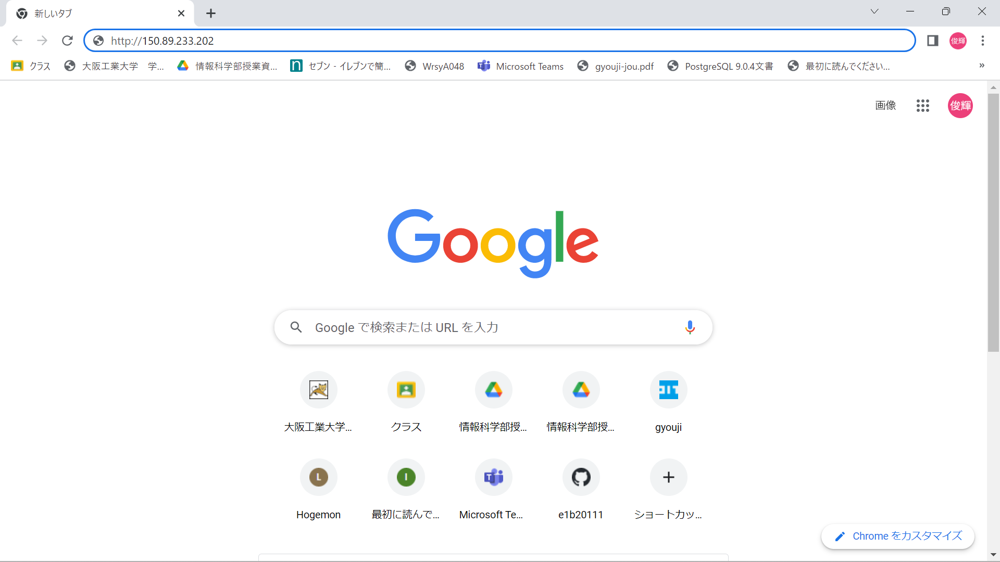 新しいタブ
http://150.89.233.202
俊輝
クラス
大阪工業大学 学...
情報科学部授業資...
n セブン - イレブンで簡...
WrsyA048
Microsoft Teams
gyouji-jou.pdf
PostgreSQL 9.0.4文書
最初に読んでください...
»
画像
俊輝
Google
Google で検索または URL を入力
大阪工業大学...
クラス
情報科学部授...
情報科学部授...
OIT
gyouji
L
Hogemon
I
最初に読んで...
T
Microsoft Te...
e1b20111
ショートカッ...
Chrome をカスタマイズ